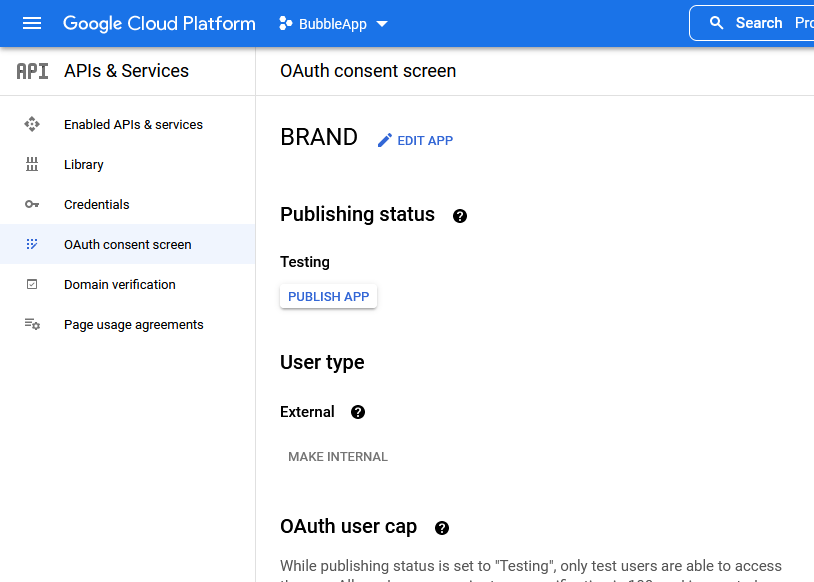 Google Cloud Platform BubbleApp Search Pro
API APIs & Services
OAuth consent screen
Enabled APIs & services
Library
Credentials
OAuth consent screen
Domain verification
Page usage agreements
BRAND EDIT APP
Publishing status
Testing
PUBLISH APP
User type
External
MAKE INTERNAL
OAuth user cap
While publishing status is set to "Testing", only test users are able to access